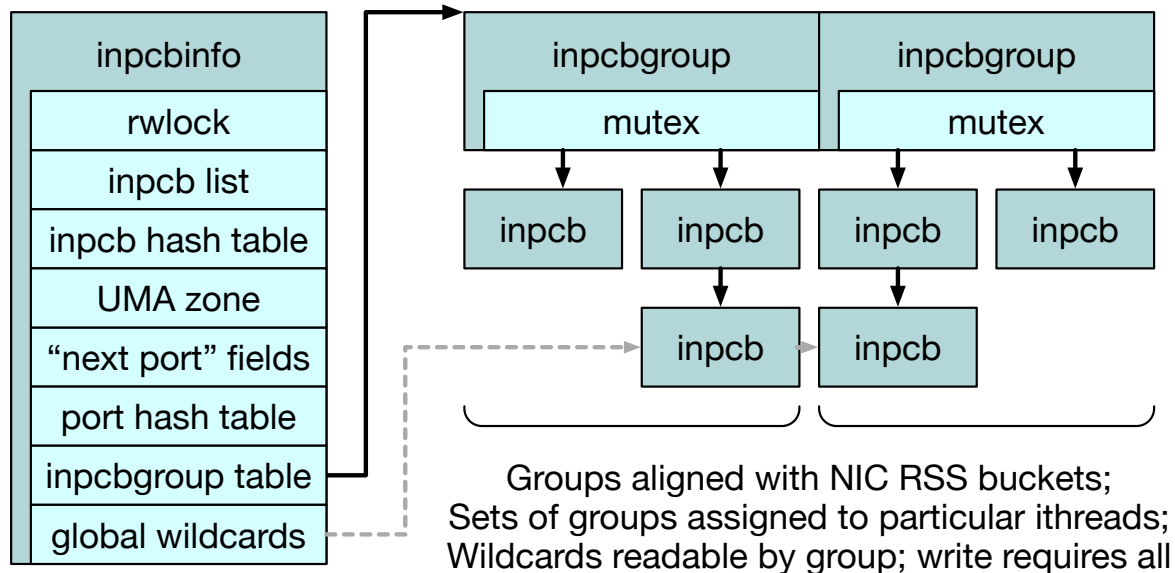 inpcbinfo
rwlock
inpcb list
inpcb hash table
UMA zone
“next port” fields
port hash table
inpcbgroup table
global wildcards
inpcbgroup
inpcbgroup
mutex
mutex
inpcb
inpcb
inpcb
inpcb
inpcb
inpcb
Groups aligned with NIC RSS buckets;
Sets of groups assigned to particular ithreads;
Wildcards readable by group; write requires all